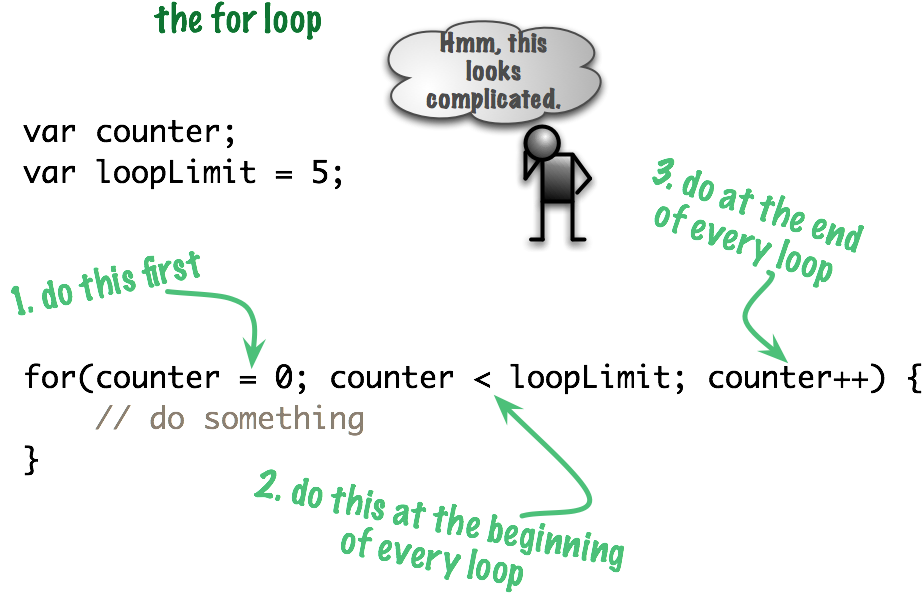 the for loop
Hmm, this
looks
complicated.
var counter;
var loopLimit = 5;
3. do at the end
of every loop
1. do this first
for(counter = 0; counter < loopLimit; counter++) {
// do something
}
2. do this at the beginning
of every loop